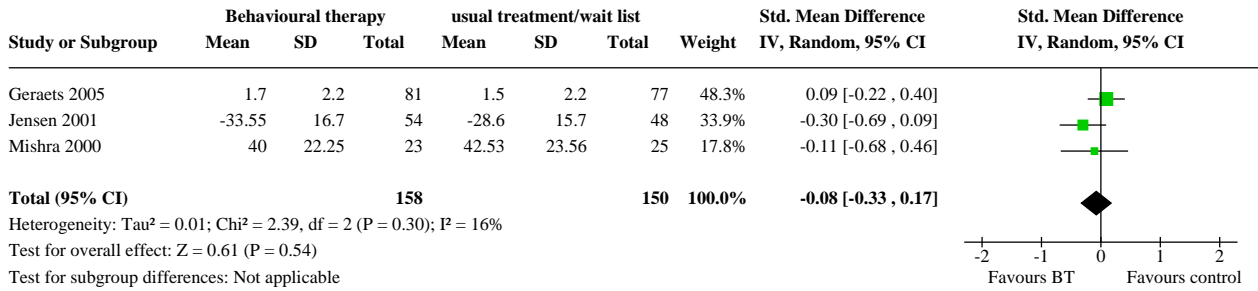 Behavioural therapy usual treatment/wait list Std. Mean Difference Std. Mean Difference
Study or Subgroup Mean SD Total Mean SD Total Weight IV, Random, 95% CI IV, Random, 95% CI
Geraets 2005 1.7 2.2 81 1.5 2.2 77 48.3% 0.09 [-0.22 , 0.40]
Jensen 2001 -33.55 16.7 54 -28.6 15.7 48 33.9% -0.30 [-0.69 , 0.09]
Mishra 2000 40 22.25 23 42.53 23.56 25 17.8% -0.11 [-0.68 , 0.46]
Total (95% CI) 158 150 100.0% -0.08 [-0.33 , 0.17]
Heterogeneity: Tau² = 0.01; Chi² = 2.39, df = 2 (P = 0.30); I² = 16%
Test for overall effect: Z = 0.61 (P = 0.54)
-2 -1 0 1 2
Test for subgroup differences: Not applicable Favours BT Favours control